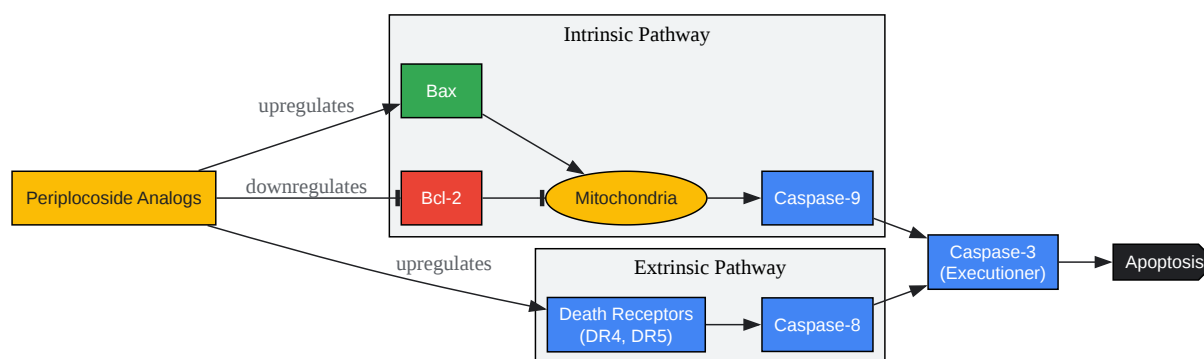 Intrinsic Pathway
Bax
upregulates
Periplocoside Analogs
downregulates
Bcl-2
Mitochondria
Caspase-9
upregulates
Extrinsic Pathway
Death Receptors
(DR4, DR5)
Caspase-8
Caspase-3
(Executioner)
Apoptosis